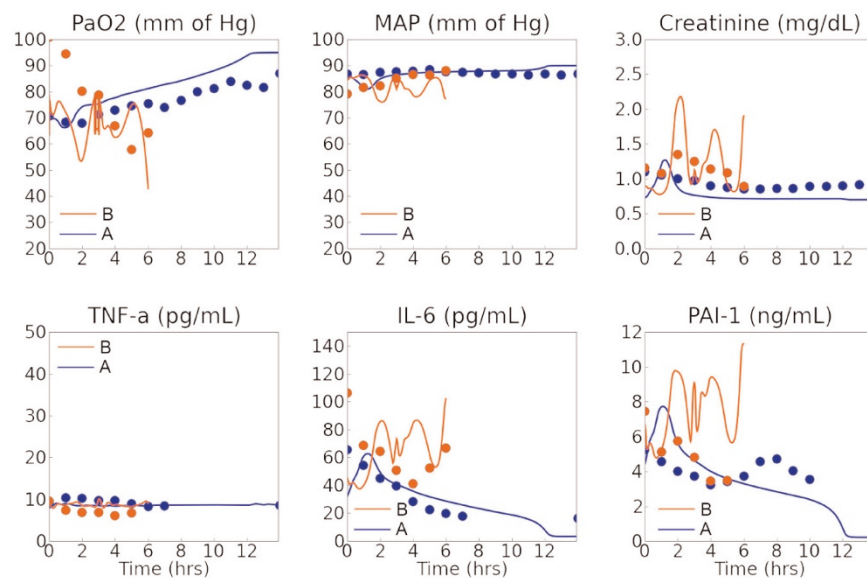 PaO2 (mm of Hg)
MAP (mm of Hg)
Creatinine (mg/dL)
100
90
80
70
60
50
40
30
20
B
A
0 2 4 6 8 10 12
100
90
80
70
60
50
40
30
20
B
A
0 2 4 6 8 10 12
3.0
2.5
2.0
1.5
1.0
0.5
0.0
B
A
0 2 4 6 8 10 12
TNF-a (pg/mL)
IL-6 (pg/mL)
PAI-1 (ng/mL)
50
40
30
20
10
0
B
A
0 2 4 6 8 10 12
Time (hrs)
140
120
100
80
60
40
20
0
B
A
0 2 4 6 8 10 12
Time (hrs)
12
10
8
6
4
2
0
B
A
0 2 4 6 8 10 12
Time (hrs)